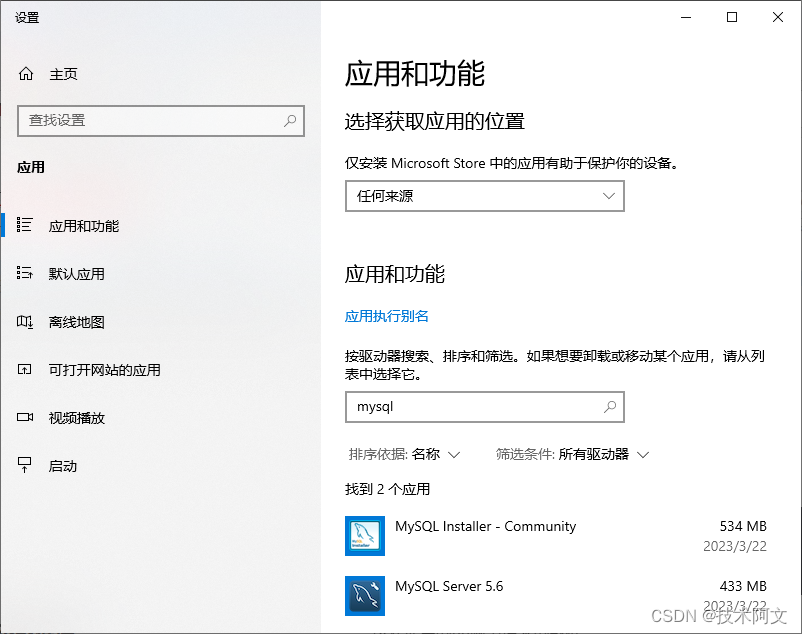 设置
主页
查找设置
应用
应用和功能
默认应用
离线地图
可打开网站的应用
视频播放
启动
应用和功能
选择获取应用的位置
仅安装 Microsoft Store 中的应用有助于保护你的设备。
任何来源
应用和功能
应用执行别名
按驱动器搜索、排序和筛选。如果想要卸载或移动某个应用，请从列
表中选择它。
mysql
排序依据: 名称 筛选条件: 所有驱动器
找到 2 个应用
MySQL Installer - Community 534 MB
2023/3/22
MySQL Server 5.6 433 MB
2023/3/22
CSDN @技术阿文